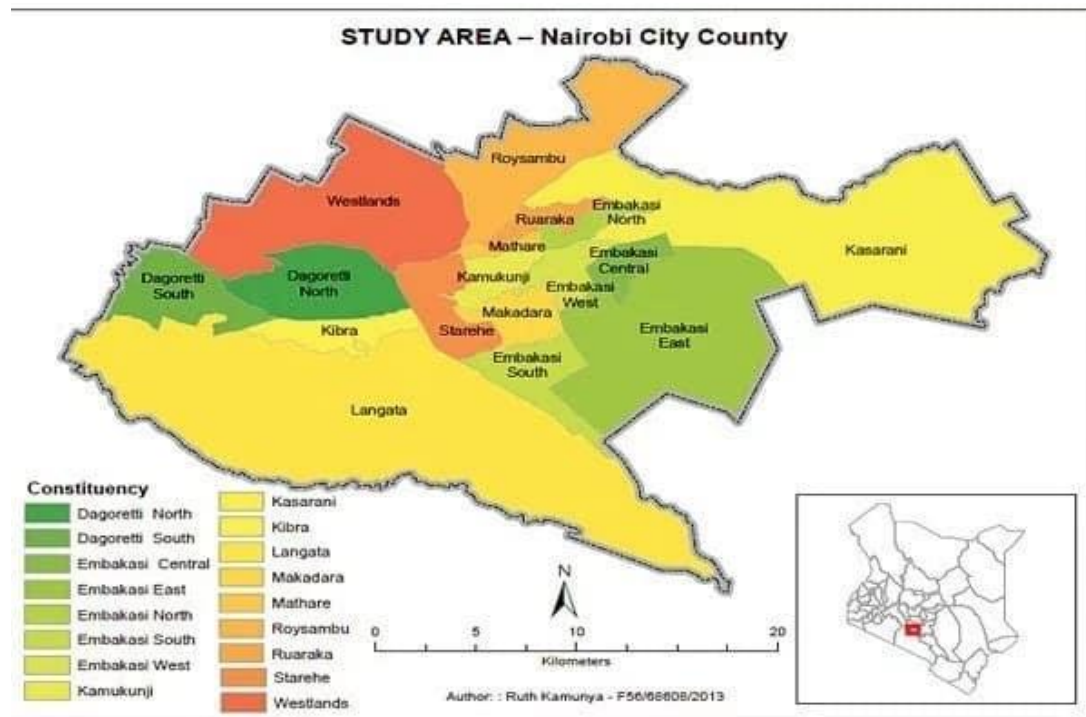 STUDY AREA – Nairobi City County
Roysambu
Westlands
Embakasi
North
Ruaraka
Mathare
Kasarani
Embakasi
Central
Dagoretti
South
Dagoretti
North
Kamukunji
Embakasi
West
Makadara
Kibra
Starehe
Embakasi
East
Embakasi
South
Langata
Constituency
Dagoretti North
Dagoretti South
Embakasi Central
Embakasi East
Embakasi North
Embakasi South
Embakasi West
Kamukunji
Kasarani
Kibra
Langata
Makadara
Mathare
Roysambu
Ruaraka
Starehe
Westlands
N
0 5 10 20
Kilometers
Author: : Ruth Kamunya - F56/68608/2013